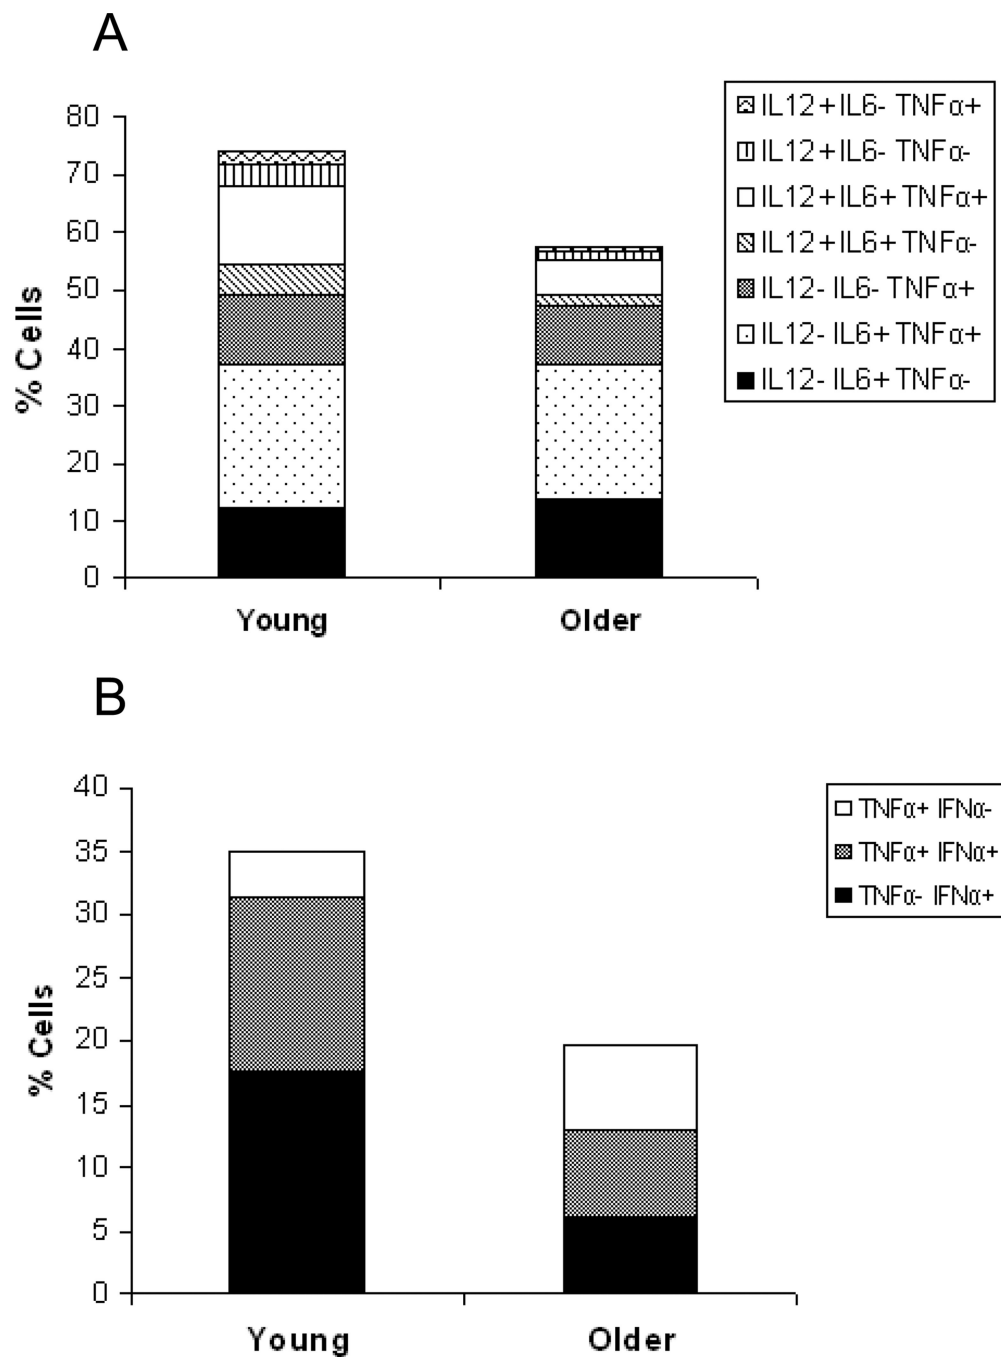 A
80
70
60
50
40
30
20
10
0
% Cells
Young
Older
IL12+IL6- TNFα+
IL12+IL6- TNFα-
IL12+IL6+TNFα+
IL12+IL6+TNFα-
IL12- IL6- TNFα+
IL12- IL6+TNFα+
IL12- IL6+TNFα-
B
40
35
30
25
20
15
10
5
0
% Cells
Young
Older
TNFα+ IFNα-
TNFα+ IFNα+
TNFα- IFNα+